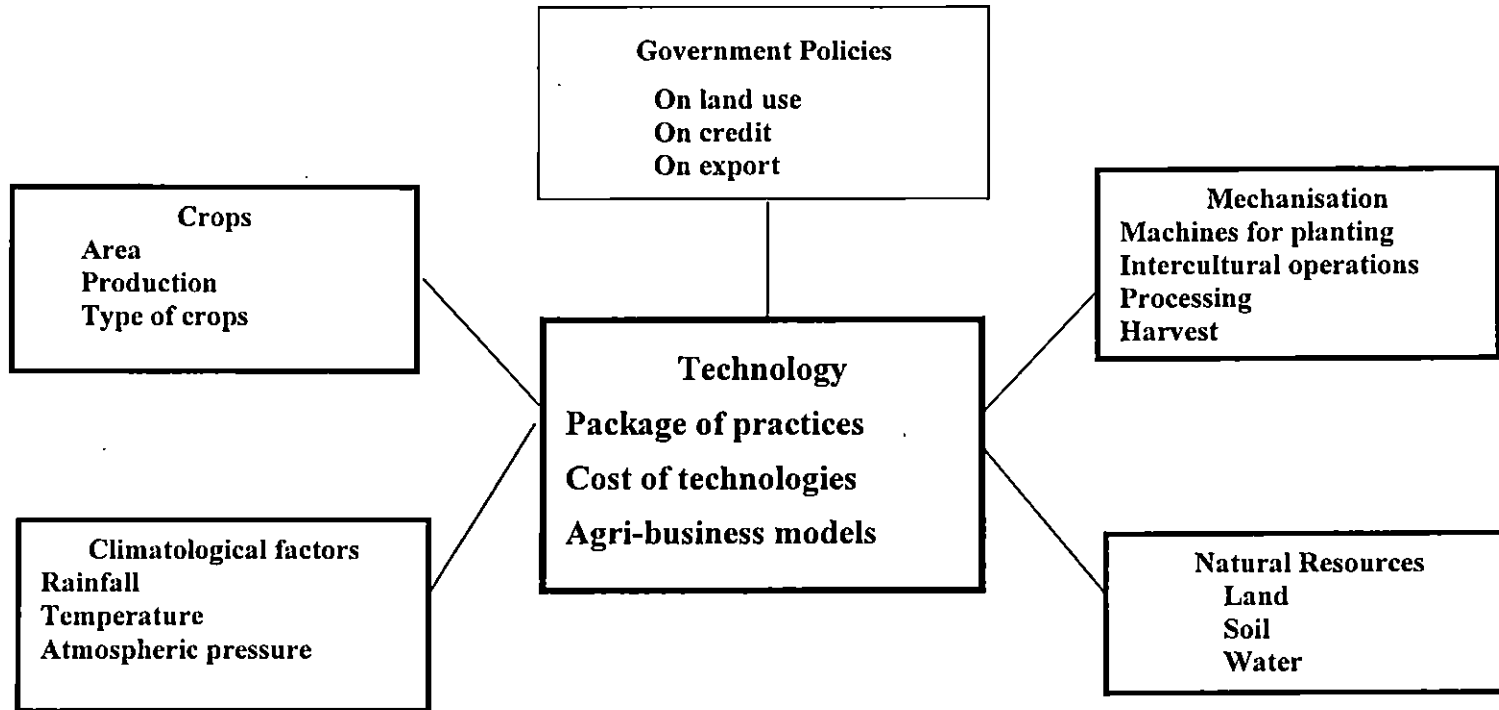 Government Policies
On land use
On credit
On export
Crops
Area
Production
Type of crops
Mechanisation
Machines for planting
Intercultural operations
Processing
Harvest
Technology
Package of practices
Cost of technologies
Agri-business models
Climatological factors
Rainfall
Temperature
Atmospheric pressure
Natural Resources
Land
Soil
Water